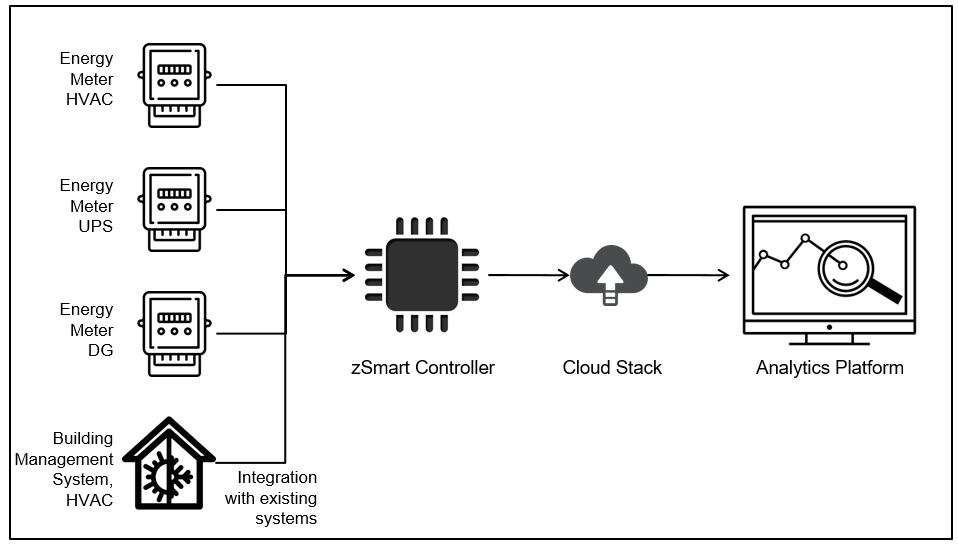 Energy
Meter
HVAC
Energy
Meter
UPS
Energy
Meter
DG
zSmart Controller
Cloud Stack
Analytics Platform
Building
Management
System,
HVAC
Integration
with existing
systems